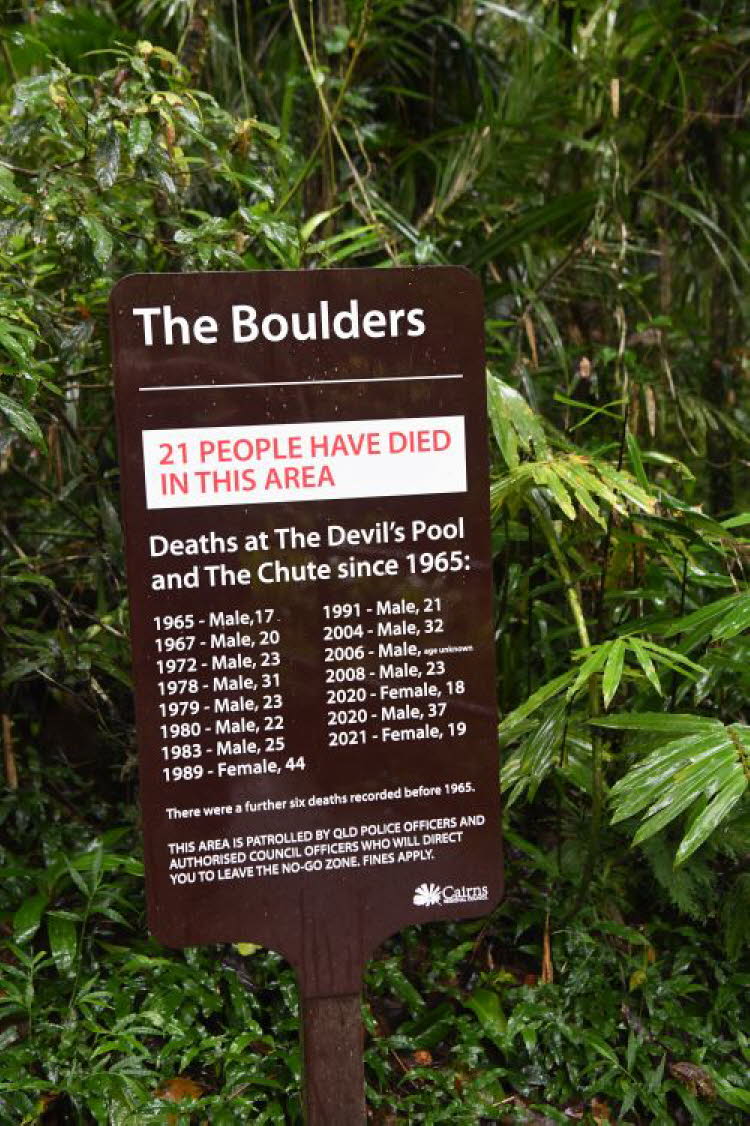 The Boulders
21 PEOPLE HAVE DIED
IN THIS AREA
Deaths at The Devil's Pool
and The Chute since 1965:
1965 - Male,17
1967 - Male, 20
1972 - Male, 23
1978 - Male, 31
1979 - Male, 23
1980 - Male, 22
1983 - Male, 25
1989 - Female, 44
1991 - Male, 21
2004 - Male, 32
2006 - Male, age unknown
2008 - Male, 23
2020 - Female, 18
2020 - Male, 37
2021 - Female, 19
There were a further six deaths recorded before 1965.
THIS AREA IS PATROLLED BY QLD POLICE OFFICERS AND
AUTHORISED COUNCIL OFFICERS WHO WILL DIRECT
YOU TO LEAVE THE NO-GO ZONE. FINES APPLY.
Cairns
REGIONAL COUNCIL